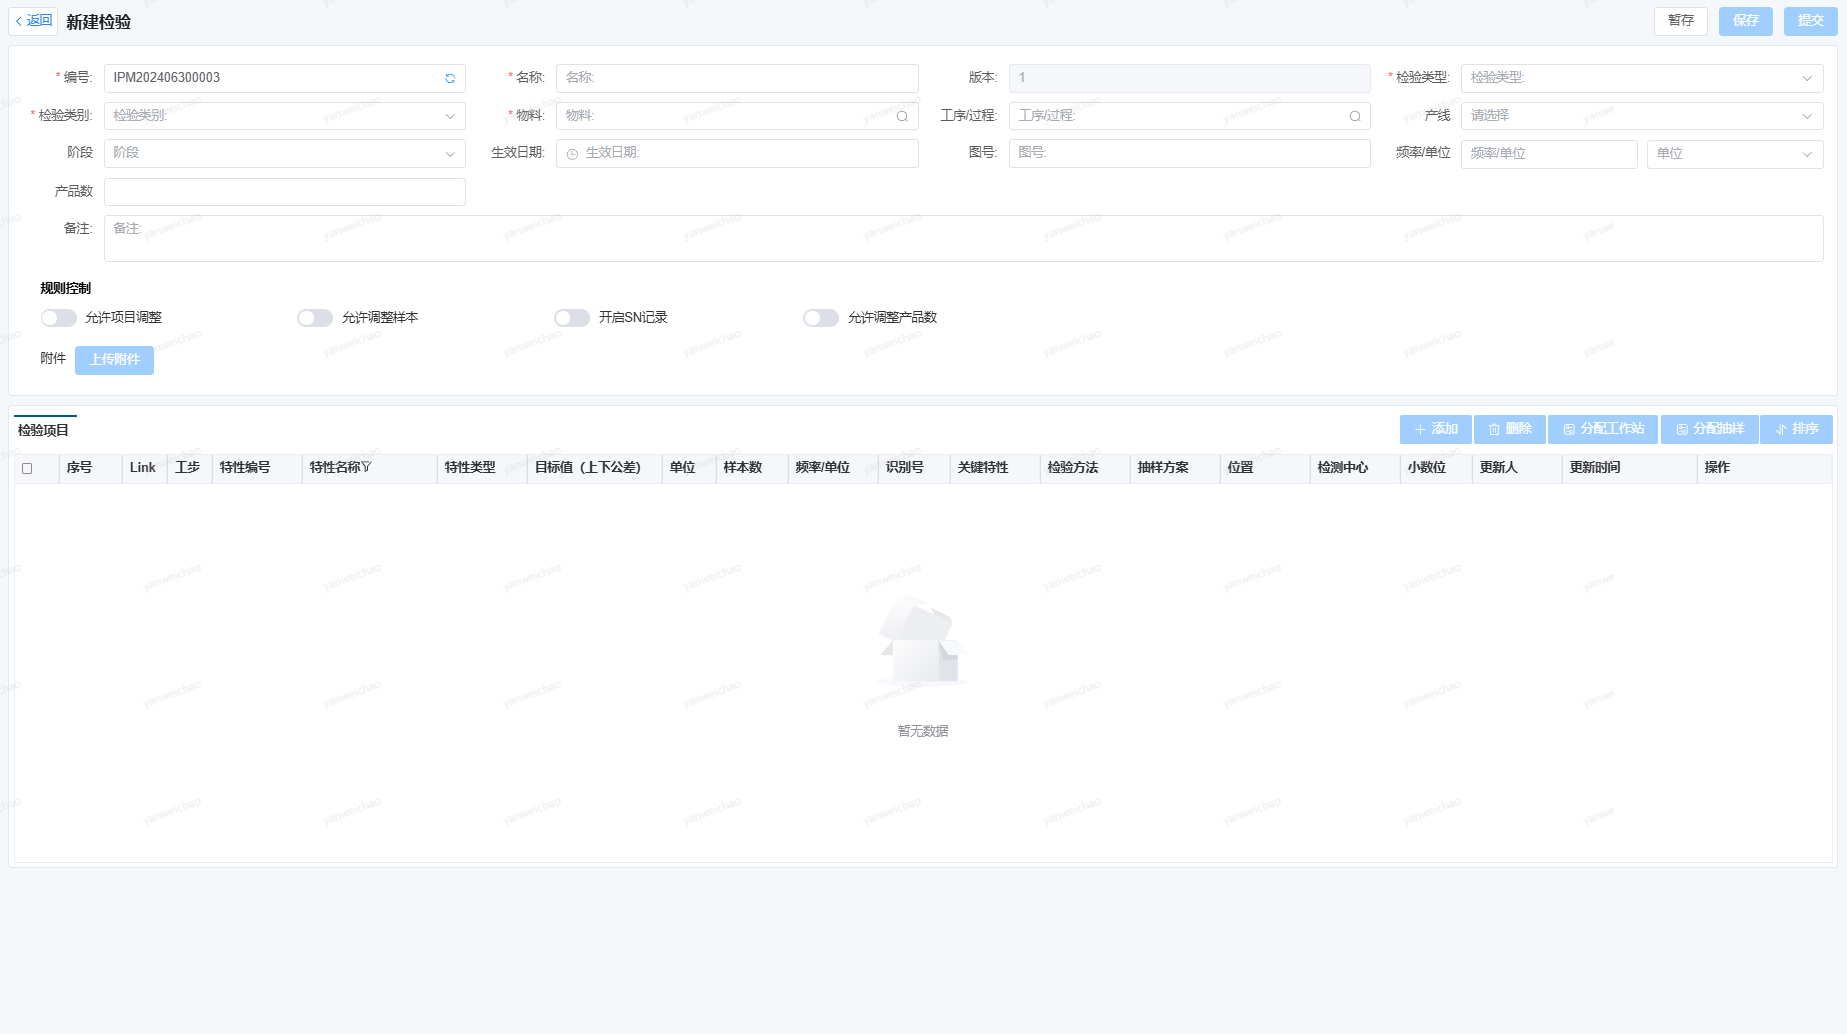 返回 新建检验 暂存 保存 提交
* 编号: IPM202406300003 * 名称: 名称: 版本: 1 * 检验类型: 检验类型:
* 检验类别: 检验类别: * 物料: 物料: 工序/过程: 工序/过程: 产线 请选择
阶段 阶段 生效日期: 生效日期: 图号: 图号: 频率/单位 频率/单位 单位
产品数
备注: 备注:
规则控制
允许项目调整 允许调整样本 开启SN记录 允许调整产品数
附件 上传附件
检验项目 添加 删除 分配工作站 分配抽样 排序
序号 Link 工步 特性编号 特性名称 特性类型 目标值（上下公差） 单位 样本数 频率/单位 识别号 关键特性 检验方法 抽样方案 位置 检测中心 小数位 更新人 更新时间 操作
暂无数据
yanweichao